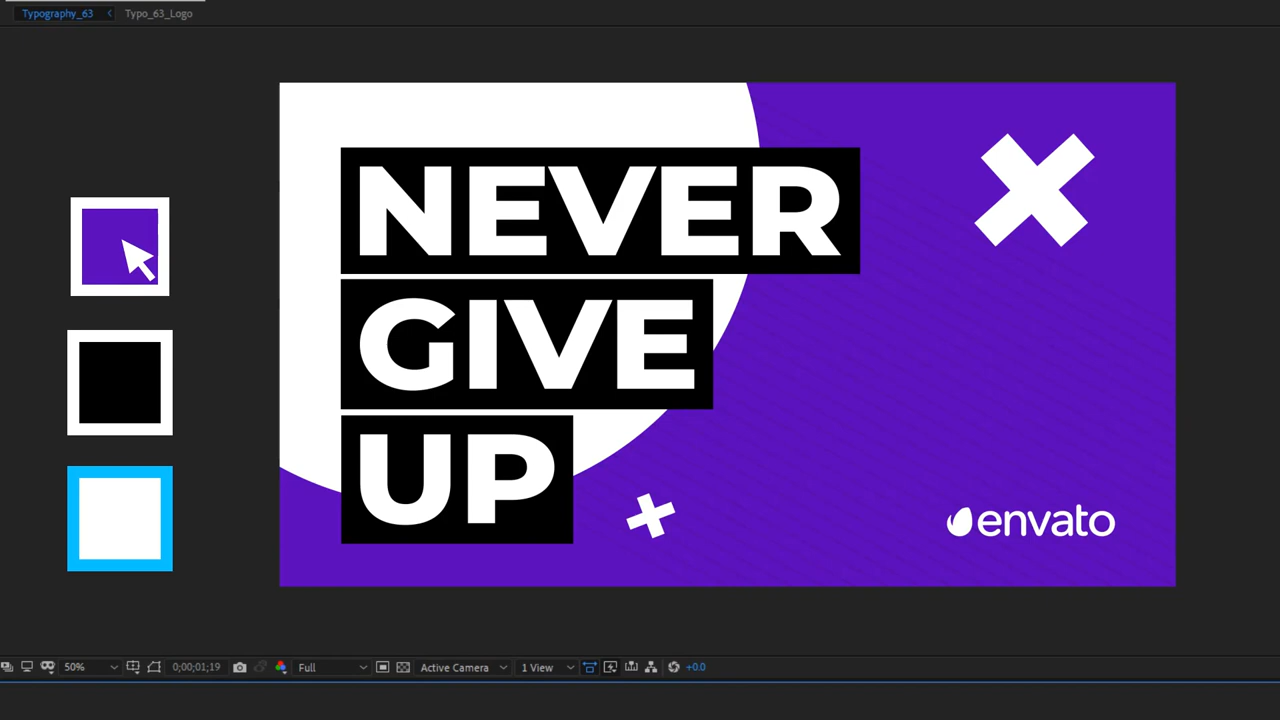 Typography_63
Typo_63_Logo
NEVER
GIVE
UP
envato
50%
0;00;01;19
Full
Active Camera
1 View
+0.0